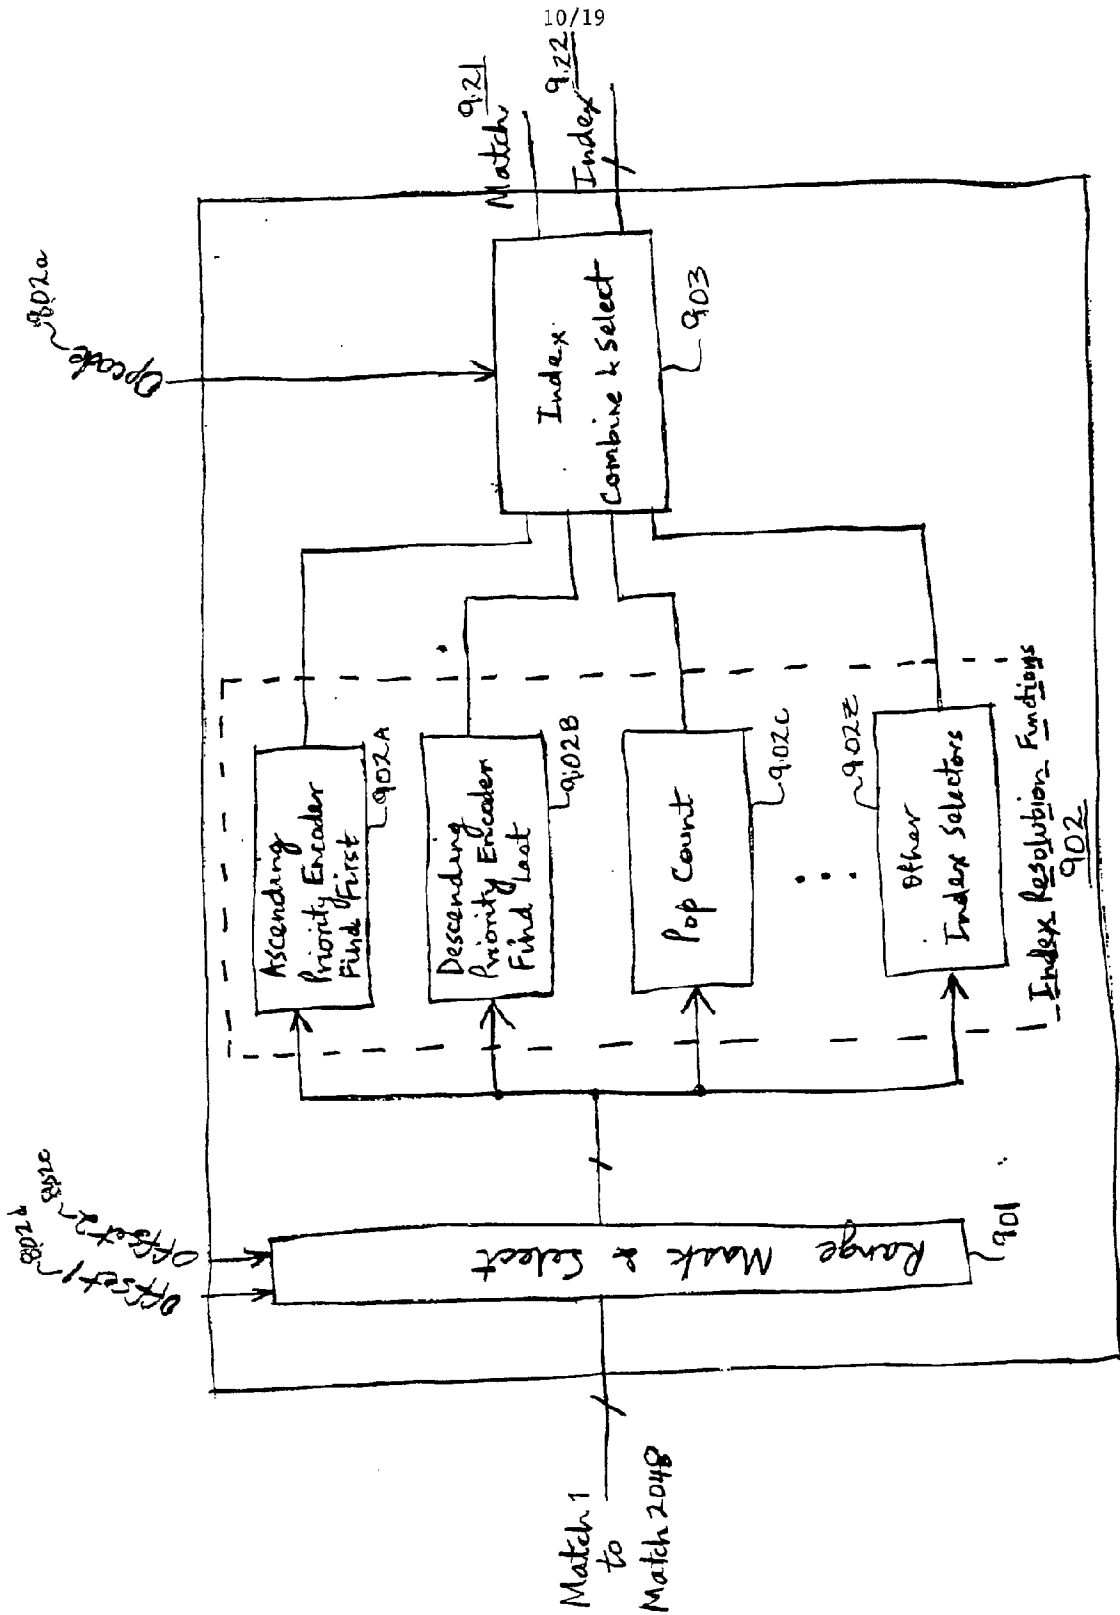 10/19
Match 1
to
Match 2048
Offset 1
802d
Offset 2
Range Mask & Select
901
Ascending
Priority Encoder
Find First
902A
Descending
Priority Encoder
Find Last
902B
Pop Count
902C
Other
Index Selectors
902Z
Index Resolution Functions
902
Opcode
802a
Index
Combine & Select
903
Match
921
Index
922